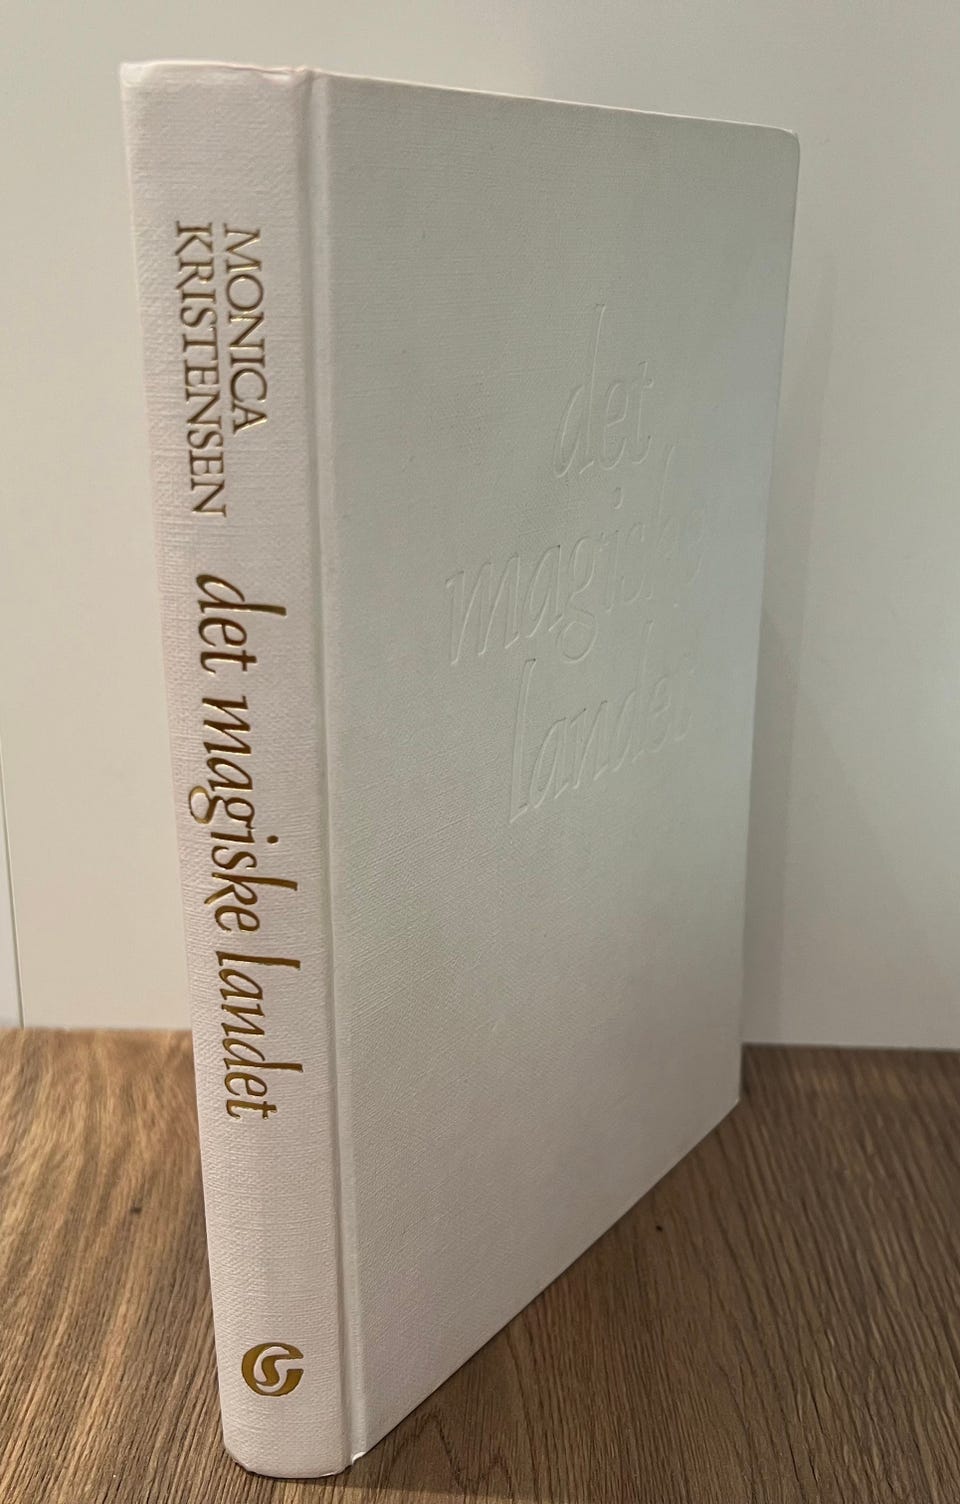 MONICA
KRISTENSEN
det magiske landet
det
magiske
landet